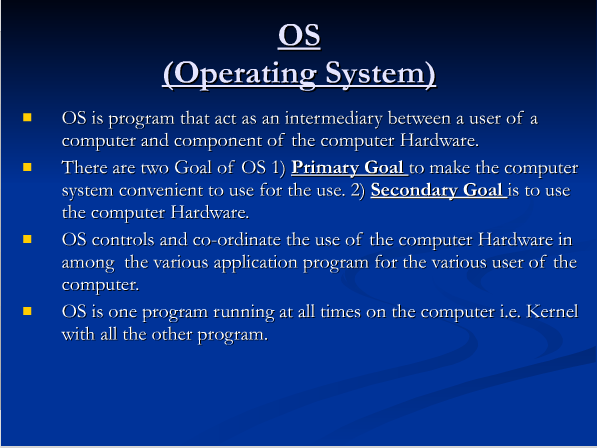 OS
(Operating System)
OS is program that act as an intermediary between a user of a
computer and component of the computer Hardware.
There are two Goal of OS 1) Primary Goal to make the computer
system convenient to use for the use. 2) Secondary Goal is to use
the computer Hardware.
OS controls and co-ordinate the use of the computer Hardware in
among the various application program for the various user of the
computer.
OS is one program running at all times on the computer i.e. Kernel
with all the other program.